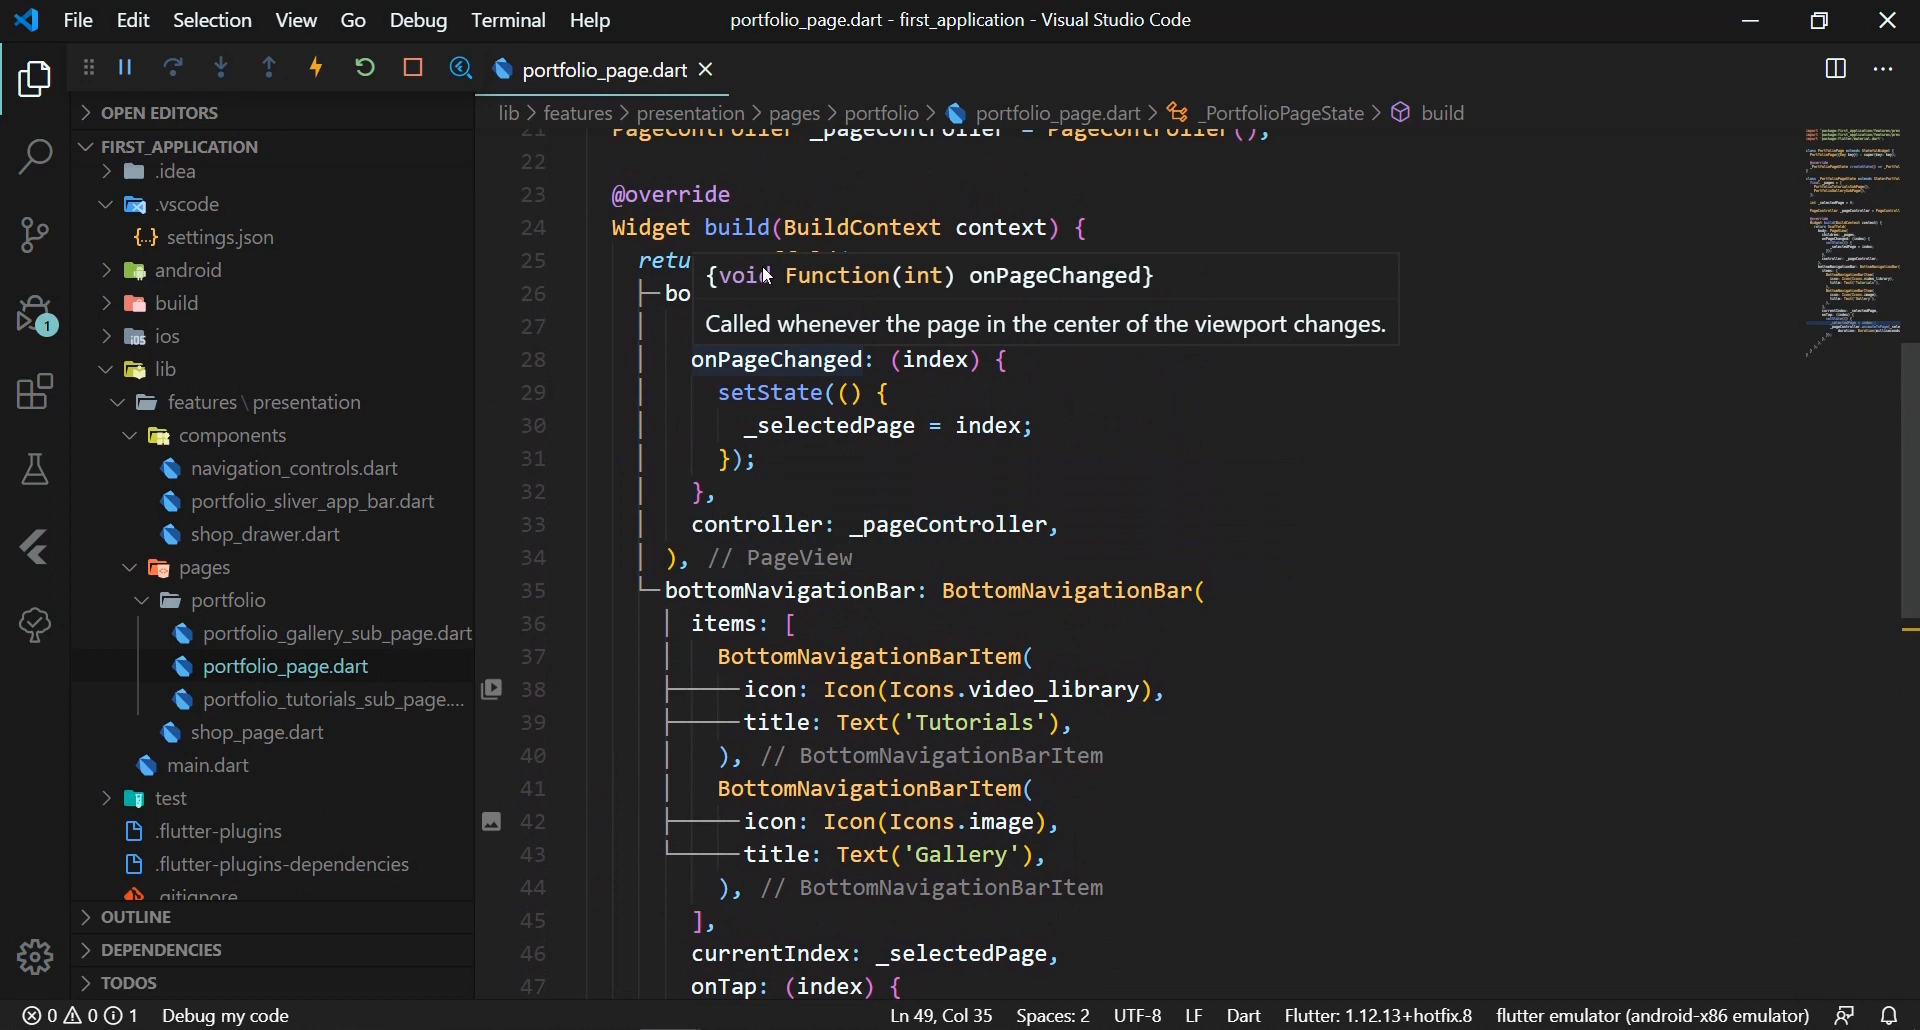 File Edit Selection View Go Debug Terminal Help
portfolio_page.dart - first_application - Visual Studio Code
portfolio_page.dart
OPEN EDITORS
lib > features > presentation > pages > portfolio > portfolio_page.dart > _PortfolioPageState > build
FIRST_APPLICATION
.idea
.vscode
settings.json
android
build
ios
lib
features \ presentation
components
navigation_controls.dart
portfolio_sliver_app_bar.dart
shop_drawer.dart
pages
portfolio
portfolio_gallery_sub_page.dart
portfolio_page.dart
portfolio_tutorials_sub_page....
shop_page.dart
main.dart
test
.flutter-plugins
.flutter-plugins-dependencies
.gitignore
OUTLINE
DEPENDENCIES
TODOS
1
21 PageController _pageController = PageController();
22
23 @override
24 Widget build(BuildContext context) {
25 retu
{void Function(int) onPageChanged}
26 bo
27
Called whenever the page in the center of the viewport changes.
28 onPageChanged: (index) {
29 setState(() {
30 _selectedPage = index;
31 });
32 },
33 controller: _pageController,
34 ), // PageView
35 bottomNavigationBar: BottomNavigationBar(
36 items: [
37 BottomNavigationBarItem(
38 icon: Icon(Icons.video_library),
39 title: Text('Tutorials'),
40 ), // BottomNavigationBarItem
41 BottomNavigationBarItem(
42 icon: Icon(Icons.image),
43 title: Text('Gallery'),
44 ), // BottomNavigationBarItem
45 ],
46 currentIndex: _selectedPage,
47 onTap: (index) {
0 0 1 Debug my code
Ln 49, Col 35 Spaces: 2 UTF-8 LF Dart Flutter: 1.12.13+hotfix.8 flutter emulator (android-x86 emulator)